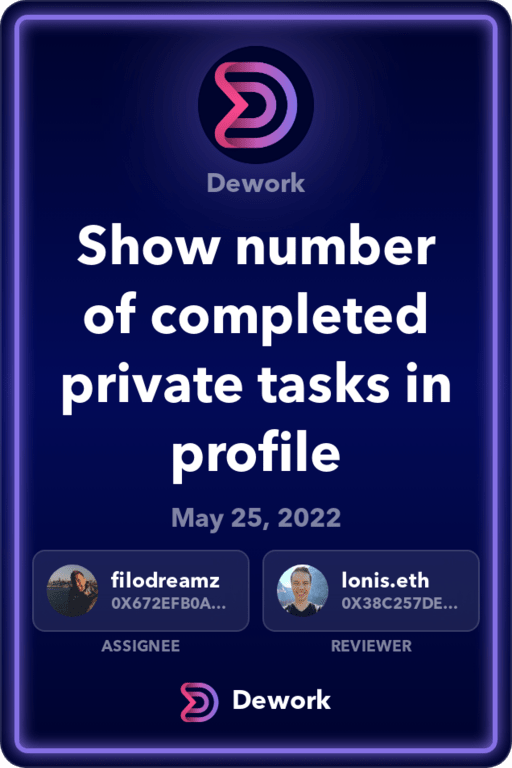 Dework
Show number
of completed
private tasks in
profile
May 25, 2022
filodreamz
0X672EFB0A...
lonis.eth
0X38C257DE...
ASSIGNEE
REVIEWER
Dework